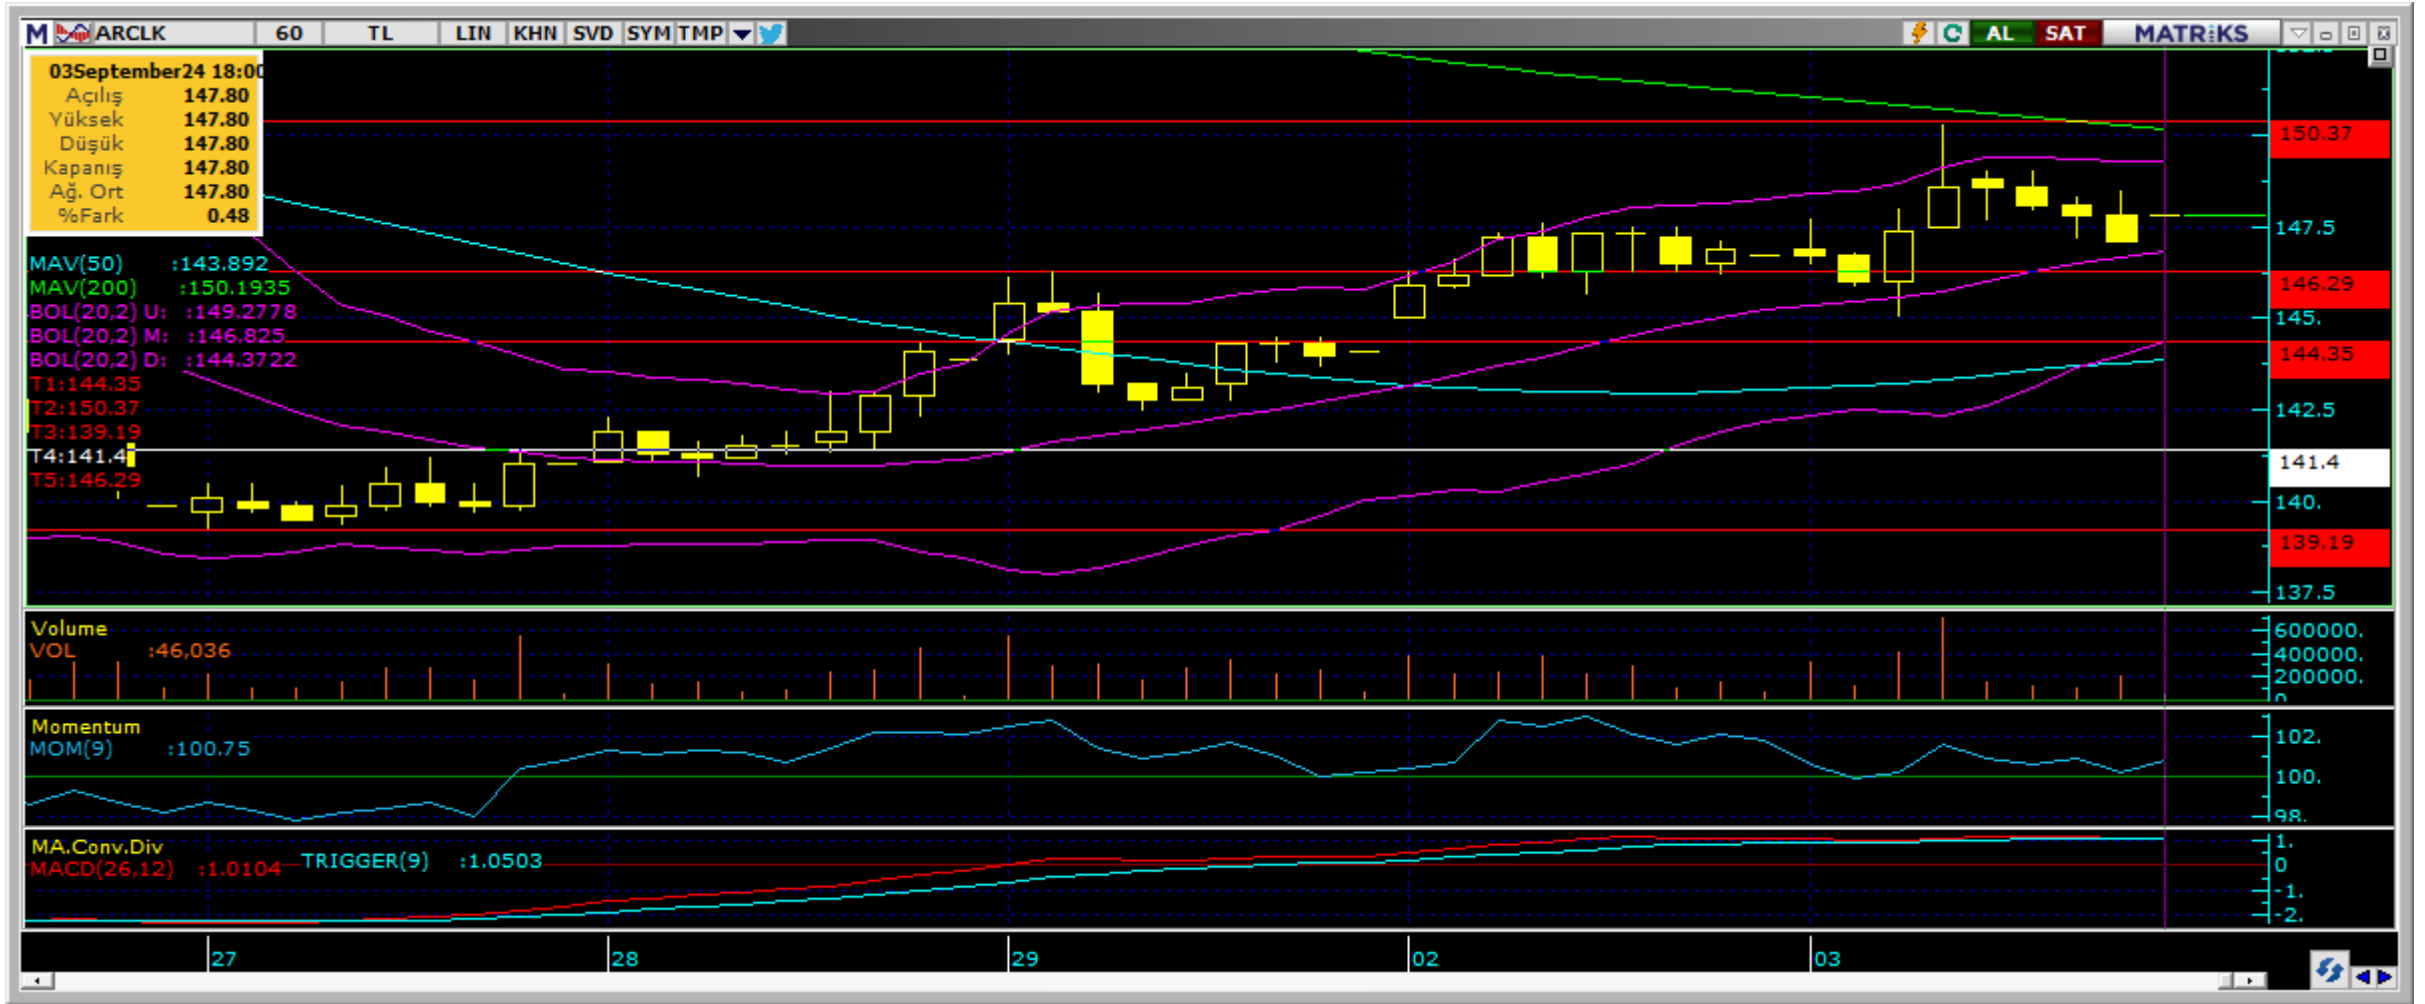 M ARCLK 60 TL LIN KHN SVD SYM TMP AL SAT MATRiKS
03September24 18:00
Açılış 147.80
Yüksek 147.80
Düşük 147.80
Kapanış 147.80
Ağ. Ort 147.80
%Fark 0.48
MAV(50) :143.892
MAV(200) :150.1935
BOL(20,2) U: :149.2778
BOL(20,2) M: :146.825
BOL(20,2) D: :144.3722
T1:144.35
T2:150.37
T3:139.19
T4:141.4
T5:146.29
150.37
147.5
146.29
145.
144.35
142.5
141.4
140.
139.19
137.5
Volume
VOL :46,036
600000.
400000.
200000.
0
Momentum
MOM(9) :100.75
102.
100.
98.
MA.Conv.Div
MACD(26,12) :1.0104 TRIGGER(9) :1.0503
1.
0
-1.
-2.
27 28 29 02 03